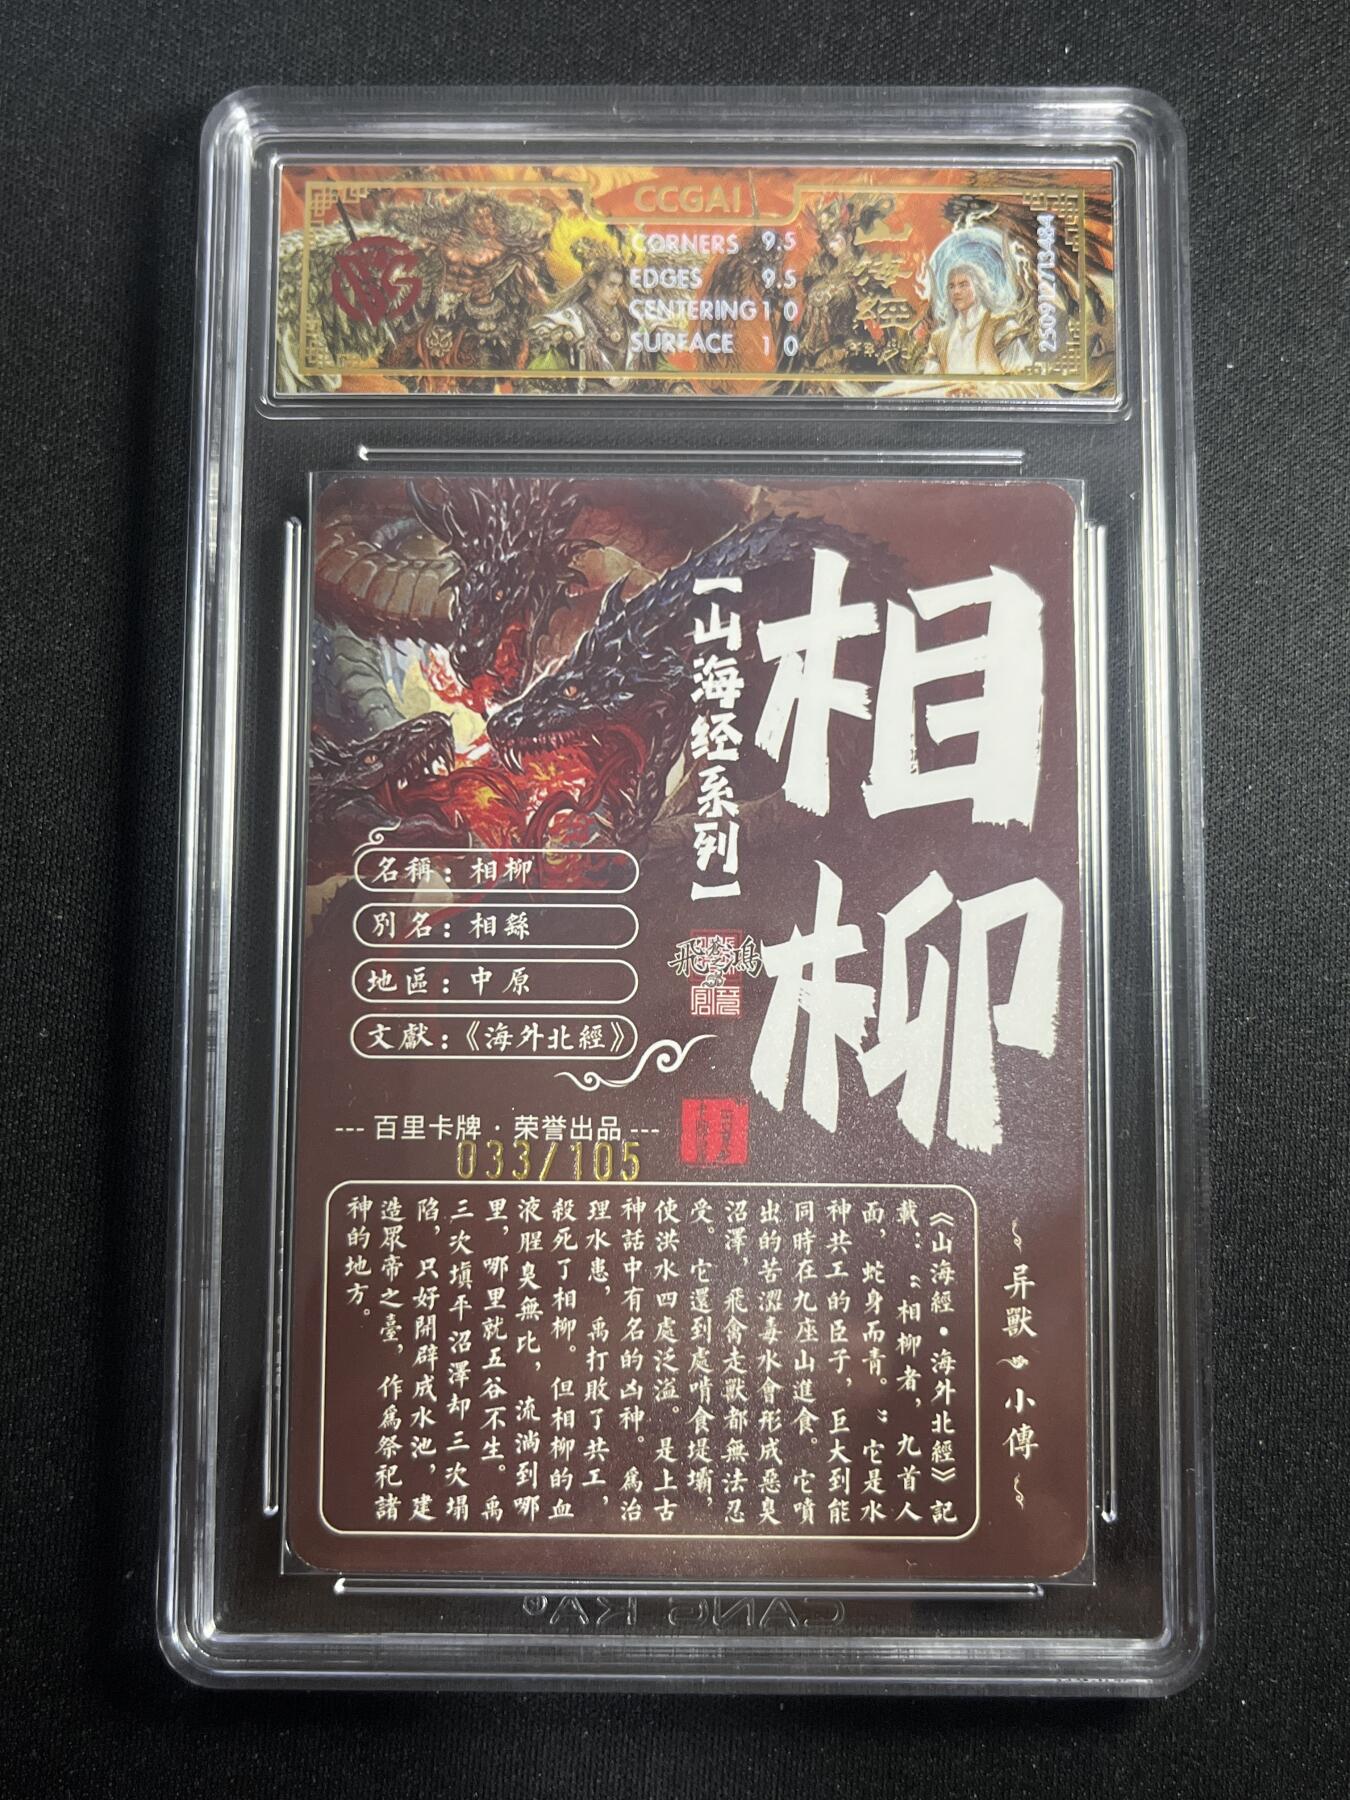 CCGAI
CORNERS 9.5
EDGES 9.5
CENTERING 10
SURFACE 10
山海經
相柳
【山海经系列】
名稱：相柳
別名：相繇
地區：中原
文獻：《海外北經》
--- 百里卡牌·荣誉出品 ---
033/105
异獸 小傳
《山海經·海外北經》記
載：“相柳者，九首人
面，蛇身而青。”它是水
神共工的臣子，巨大到能
同時在九座山進食。它噴
出的苦澀毒水會形成惡臭
沼澤，飛禽走獸都無法忍
受。它還到處啃食堤壩，
使洪水四處泛溢。是上古
神話中有名的凶神。爲治
理水患，禹打敗了共工，
殺死了相柳。但相柳的血
液腥臭無比，流淌到哪
里，哪里就五谷不生。禹
三次填平沼澤却三次塌
陷，只好開辟成水池，建
造眾帝之臺，作爲祭祀諸
神的地方。